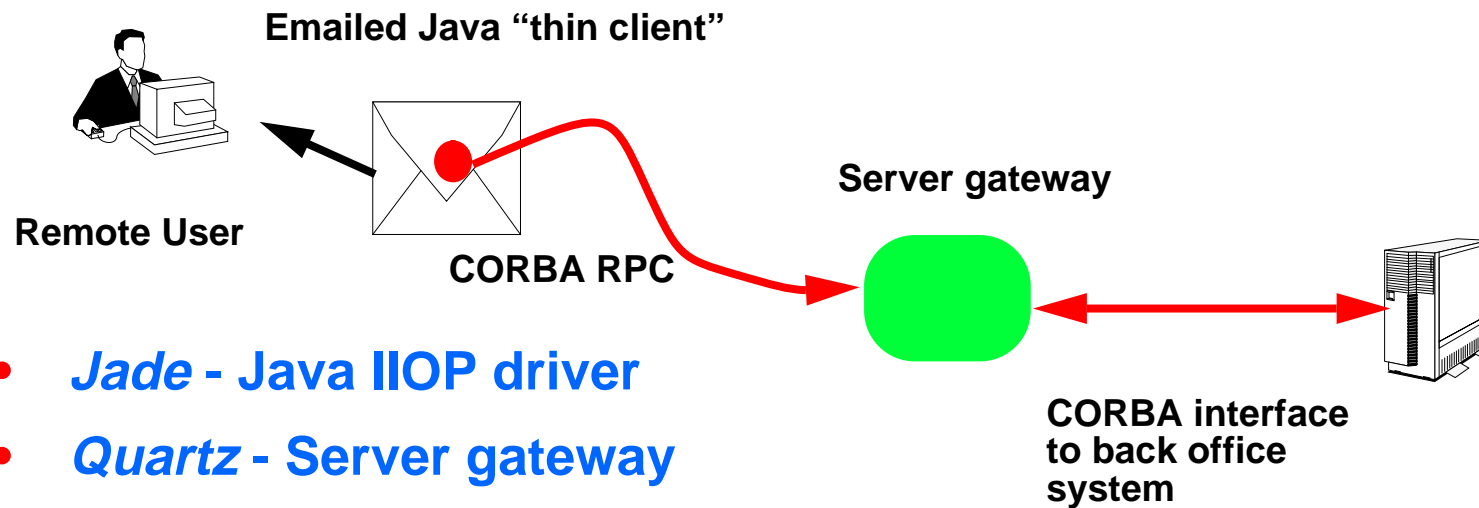 Emailed Java “thin client”
Remote User
CORBA RPC
Server gateway
• Jade - Java IIOP driver
• Quartz - Server gateway
CORBA interface
to back office
system